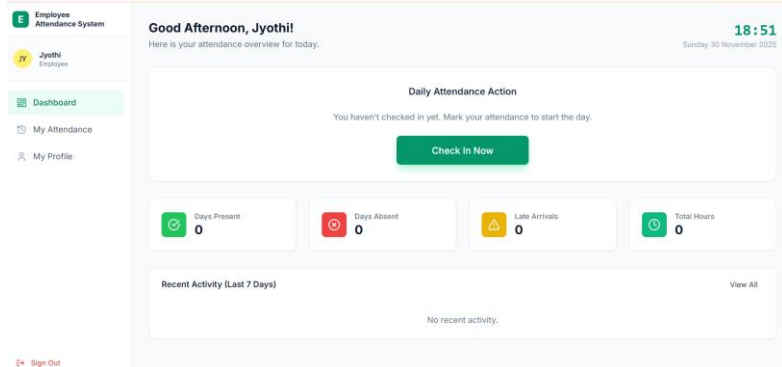 E
Employee
Attendance System
JY
Jyothi
Employee
Dashboard
My Attendance
My Profile
Sign Out
Good Afternoon, Jyothi!
Here is your attendance overview for today.
18:51
Sunday 30 November 2025
Daily Attendance Action
You haven't checked in yet. Mark your attendance to start the day.
Check In Now
Days Present
0
Days Absent
0
Late Arrivals
0
Total Hours
0
Recent Activity (Last 7 Days)
View All
No recent activity.